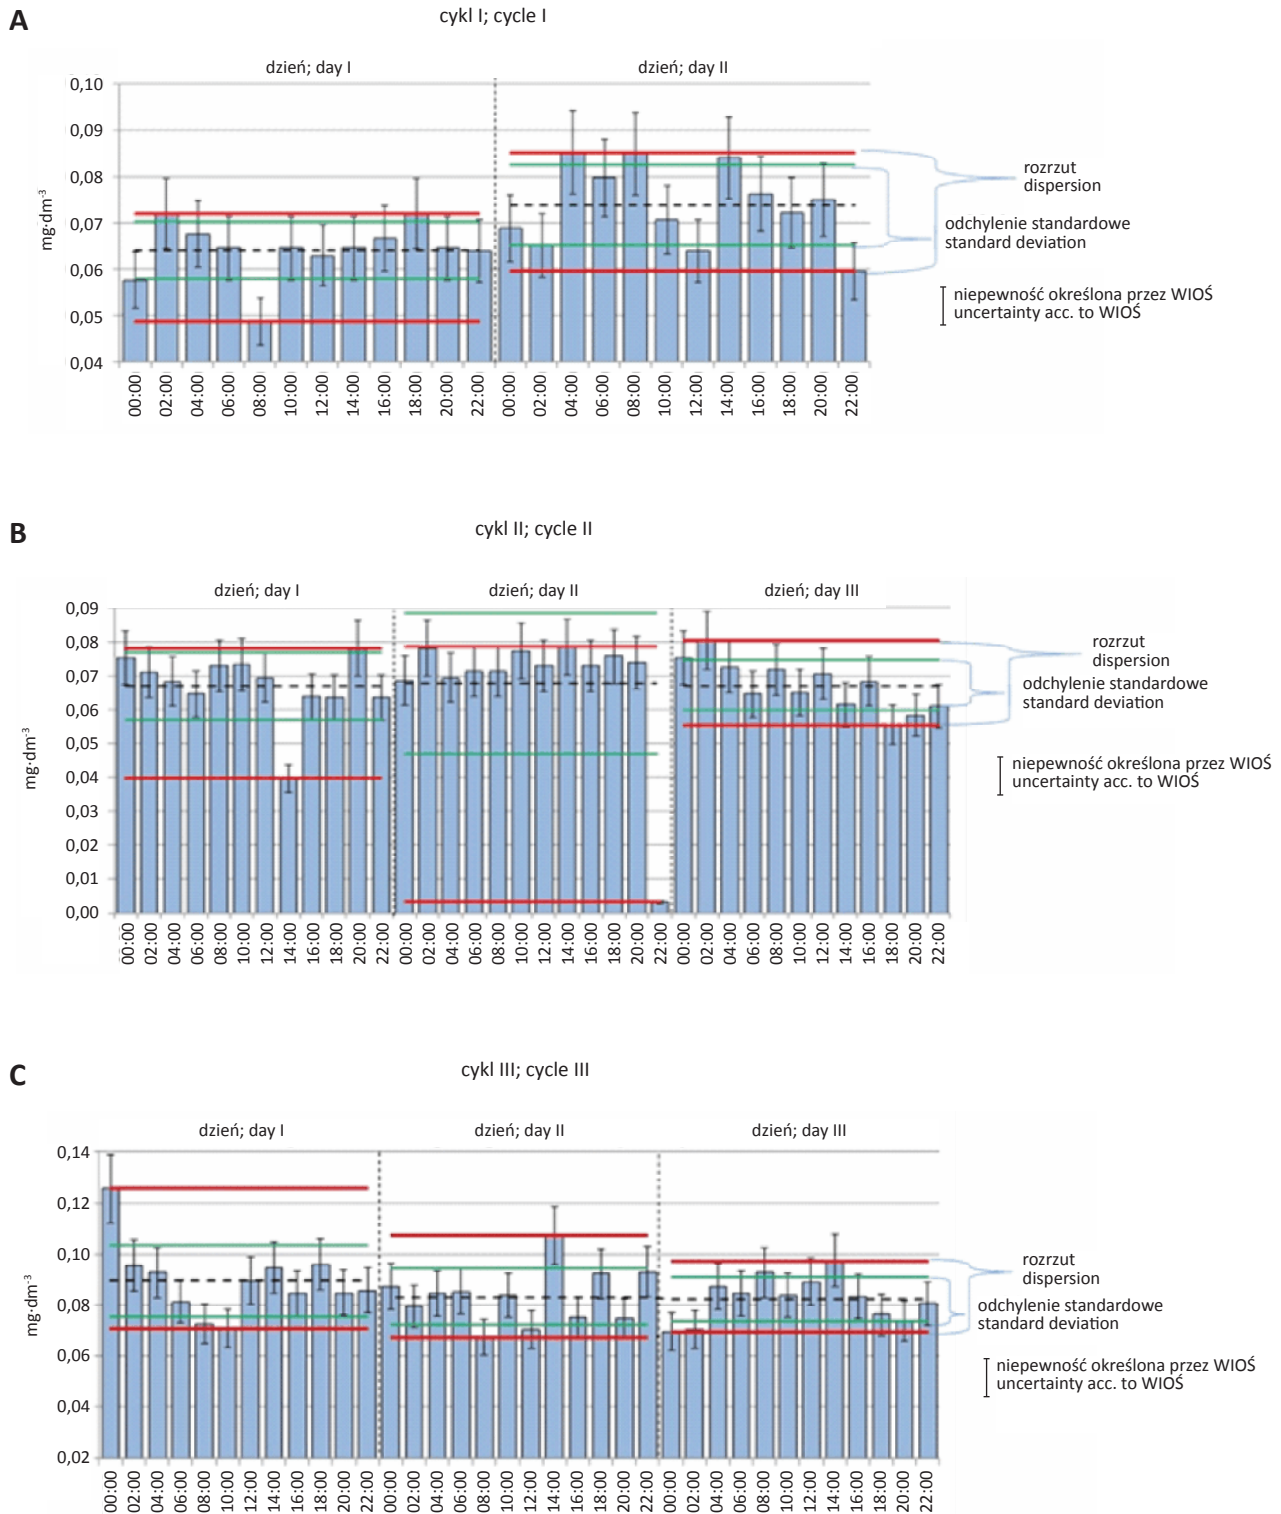 A
cykl I; cycle I
dzień; day I
dzień; day II
0,10
0,09
0,08
0,07
0,06
0,05
0,04
mg·dm-3
rozrzut
dispersion
odchylenie standardowe
standard deviation
niepewność określona przez WIOŚ
uncertainty acc. to WIOŚ
00:00 02:00 04:00 06:00 08:00 10:00 12:00 14:00 16:00 18:00 20:00 22:00 00:00 02:00 04:00 06:00 08:00 10:00 12:00 14:00 16:00 18:00 20:00 22:00
B
cykl II; cycle II
dzień; day I
dzień; day II
dzień; day III
0,09
0,08
0,07
0,06
0,05
0,04
0,03
0,02
0,01
0,00
mg·dm-3
rozrzut
dispersion
odchylenie standardowe
standard deviation
niepewność określona przez WIOŚ
uncertainty acc. to WIOŚ
00:00 02:00 04:00 06:00 08:00 10:00 12:00 14:00 16:00 18:00 20:00 22:00 00:00 02:00 04:00 06:00 08:00 10:00 12:00 14:00 16:00 18:00 20:00 22:00 00:00 02:00 04:00 06:00 08:00 10:00 12:00 14:00 16:00 18:00 20:00 22:00
C
cykl III; cycle III
dzień; day I
dzień; day II
dzień; day III
0,14
0,12
0,10
0,08
0,06
0,04
0,02
mg·dm-3
rozrzut
dispersion
odchylenie standardowe
standard deviation
niepewność określona przez WIOŚ
uncertainty acc. to WIOŚ
00:00 02:00 04:00 06:00 08:00 10:00 12:00 14:00 16:00 18:00 20:00 22:00 00:00 02:00 04:00 06:00 08:00 10:00 12:00 14:00 16:00 18:00 20:00 22:00 00:00 02:00 04:00 06:00 08:00 10:00 12:00 14:00 16:00 18:00 20:00 22:00